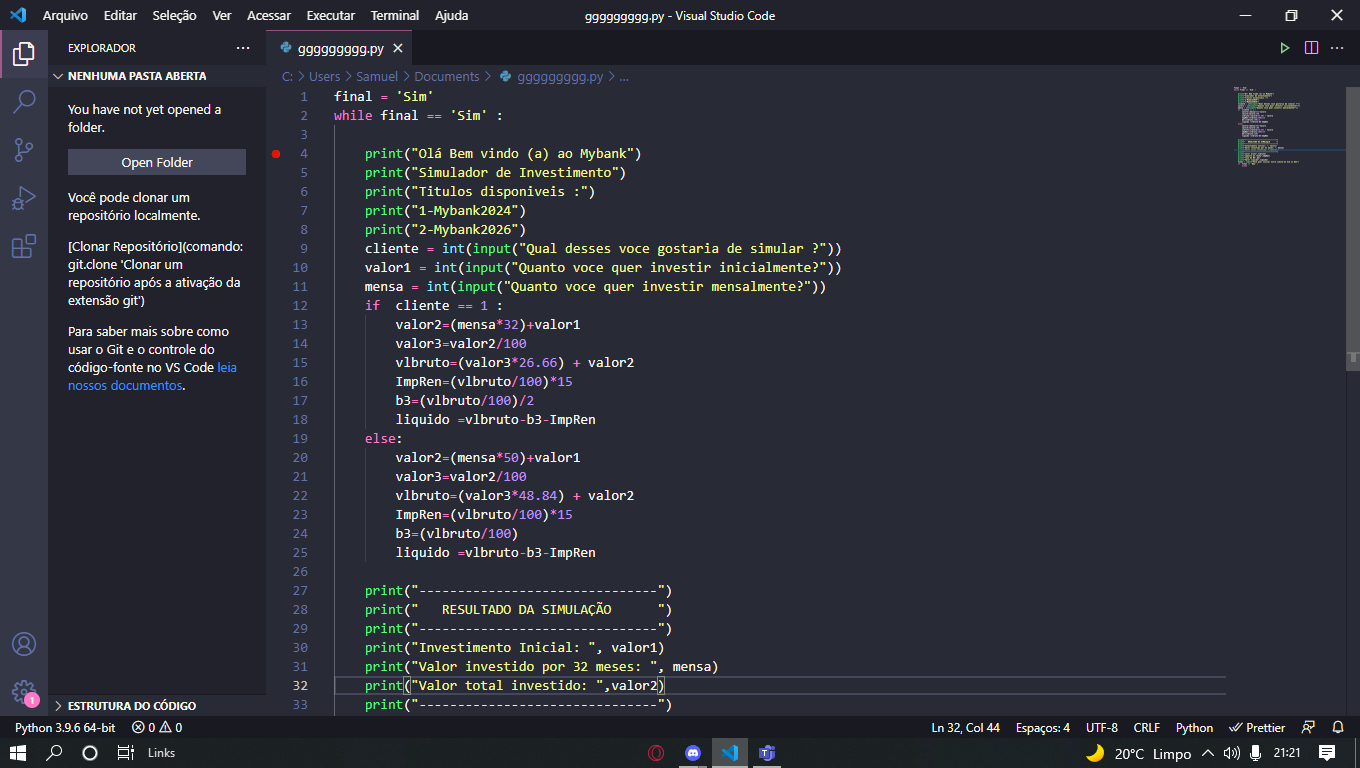 Arquivo Editar Seleção Ver Acessar Executar Terminal Ajuda
ggggggggg.py - Visual Studio Code
EXPLORADOR
NENHUMA PASTA ABERTA
You have not yet opened a
folder.
Open Folder
Você pode clonar um
repositório localmente.
[Clonar Repositório](comando:
git.clone 'Clonar um
repositório após a ativação da
extensão git')
Para saber mais sobre como
usar o Git e o controle do
código-fonte no VS Code leia
nossos documentos.
ESTRUTURA DO CÓDIGO
ggggggggg.py
C: > Users > Samuel > Documents > ggggggggg.py > ...
1 final = 'Sim'
2 while final == 'Sim' :
3
4 print("Olá Bem vindo (a) ao Mybank")
5 print("Simulador de Investimento")
6 print("Titulos disponiveis :")
7 print("1-Mybank2024")
8 print("2-Mybank2026")
9 cliente = int(input("Qual desses voce gostaria de simular ?"))
10 valor1 = int(input("Quanto voce quer investir inicialmente?"))
11 mensa = int(input("Quanto voce quer investir mensalmente?"))
12 if  cliente == 1 :
13 valor2=(mensa*32)+valor1
14 valor3=valor2/100
15 vlbruto=(valor3*26.66) + valor2
16 ImpRen=(vlbruto/100)*15
17 b3=(vlbruto/100)/2
18 liquido =vlbruto-b3-ImpRen
19 else:
20 valor2=(mensa*50)+valor1
21 valor3=valor2/100
22 vlbruto=(valor3*48.84) + valor2
23 ImpRen=(vlbruto/100)*15
24 b3=(vlbruto/100)
25 liquido =vlbruto-b3-ImpRen
26
27 print("-------------------------------")
28 print("   RESULTADO DA SIMULAÇÃO      ")
29 print("-------------------------------")
30 print("Investimento Inicial: ", valor1)
31 print("Valor investido por 32 meses: ", mensa)
32 print("Valor total investido: ",valor2)
33 print("-------------------------------")
1
Python 3.9.6 64-bit 0 0 Ln 32, Col 44 Espaços: 4 UTF-8 CRLF Python Prettier
Links 20°C Limpo 21:21